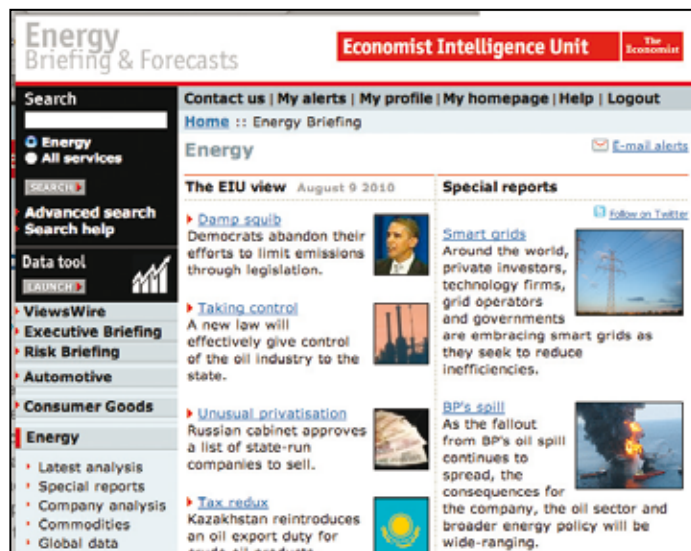 Energy
Briefing & Forecasts
Economist Intelligence Unit
The
Economist
Search
Energy
All services
SEARCH
Advanced search
Search help
Data tool
LAUNCH
ViewsWire
Executive Briefing
Risk Briefing
Automotive
Consumer Goods
Energy
Latest analysis
Special reports
Company analysis
Commodities
Global data
Contact us | My alerts | My profile | My homepage | Help | Logout
Home :: Energy Briefing
Energy
E-mail alerts
The EIU view August 9 2010
Damp squib
Democrats abandon their
efforts to limit emissions
through legislation.
Taking control
A new law will
effectively give control
of the oil industry to the
state.
Unusual privatisation
Russian cabinet approves
a list of state-run
companies to sell.
Tax redux
Kazakhstan reintroduces
an oil export duty for
crude oil products
Special reports
Follow on Twitter
Smart grids
Around the world,
private investors,
technology firms,
grid operators
and governments
are embracing smart grids as
they seek to reduce
inefficiencies.
BP's spill
As the fallout
from BP's oil spill
continues to
spread, the
consequences for
the company, the oil sector and
broader energy policy will be
wide-ranging.